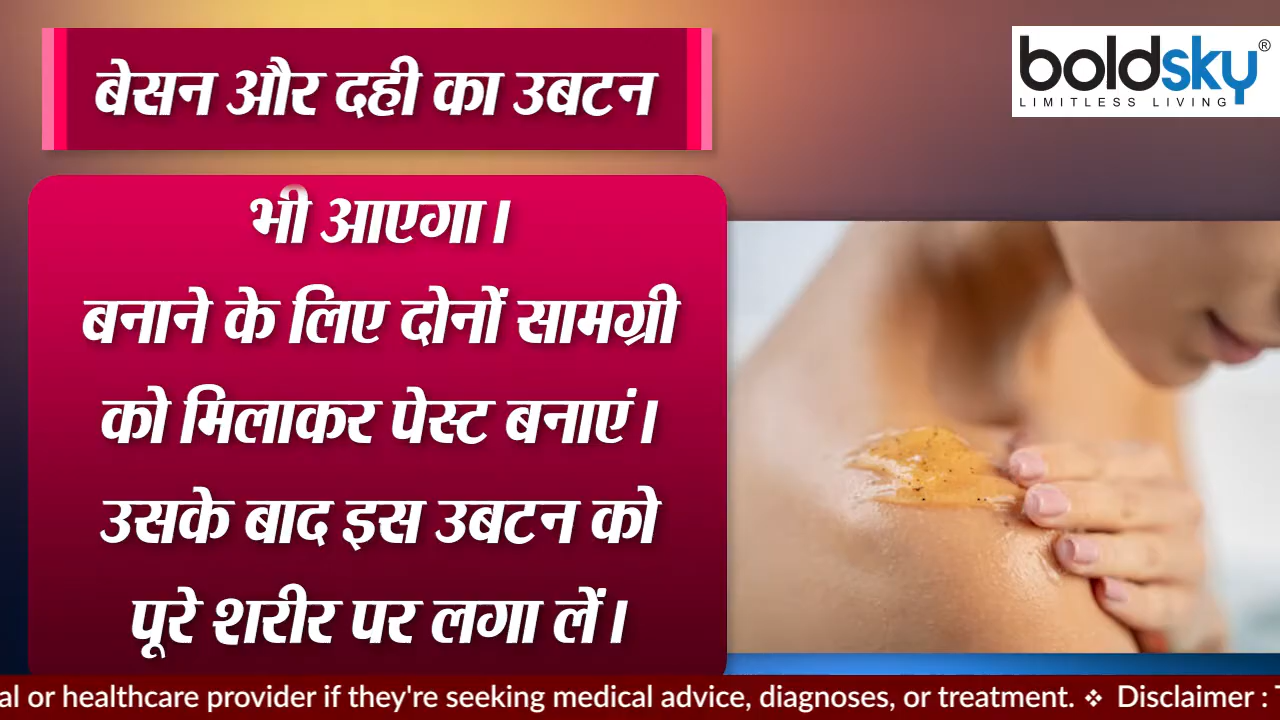 बेसन और दही का उबटन
boldsky®
LIMITLESS LIVING
भी आएगा।
बनाने के लिए दोनों सामग्री
को मिलाकर पेस्ट बनाएं।
उसके बाद इस उबटन को
पूरे शरीर पर लगा लें।
al or healthcare provider if they're seeking medical advice, diagnoses, or treatment. ❖ Disclaimer :